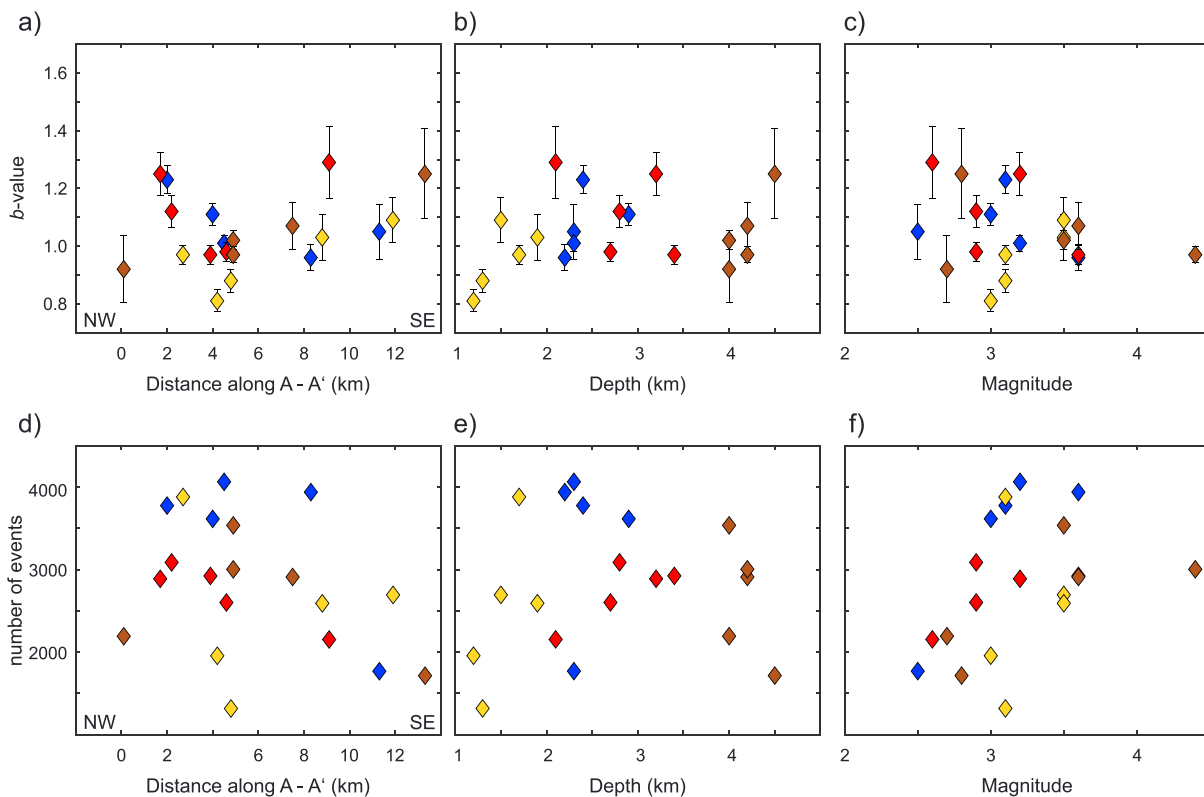 a) b) c)
1.6
1.4
1.2
1.0
0.8
b-value
NW SE
0 2 4 6 8 10 12
1 2 3 4
2 3 4
Distance along A - A‘ (km) Depth (km) Magnitude
d) e) f)
4000
3000
2000
number of events
NW SE
0 2 4 6 8 10 12
1 2 3 4
2 3 4
Distance along A - A‘ (km) Depth (km) Magnitude